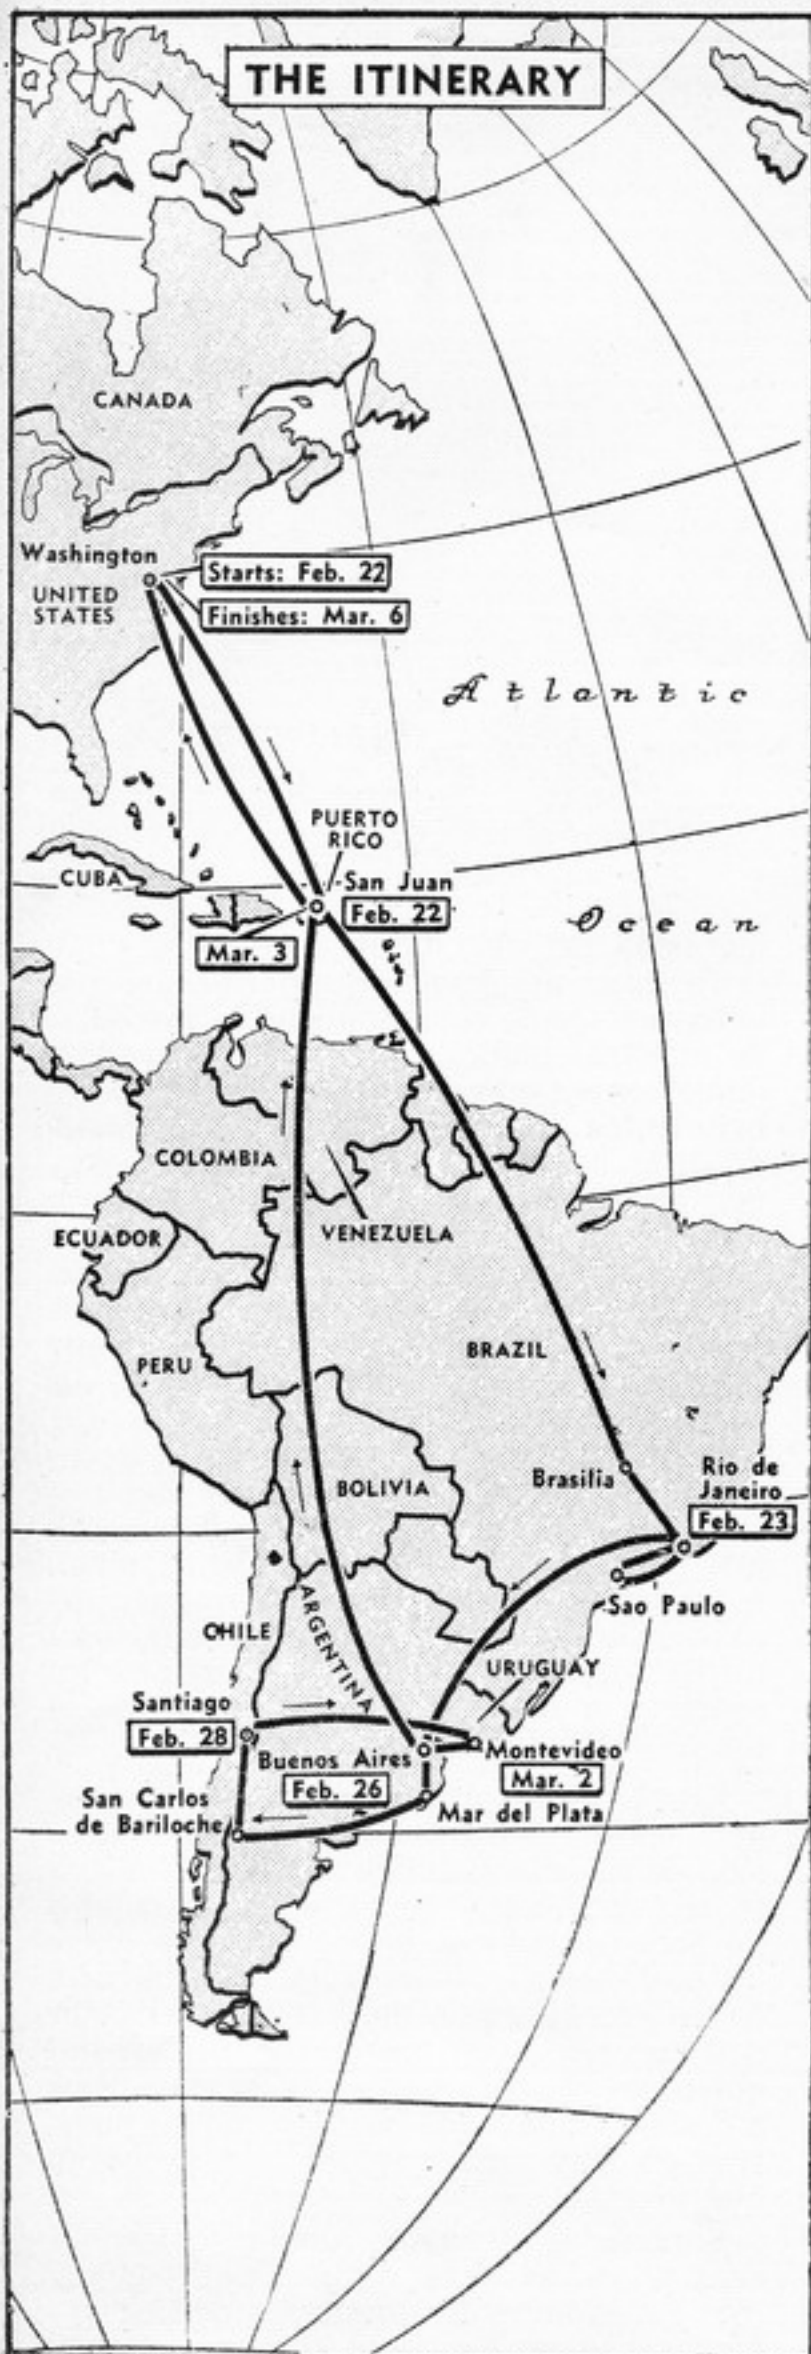 THE ITINERARY
CANADA
Washington
Starts: Feb. 22
UNITED
STATES
Finishes: Mar. 6
Atlantic
PUERTO
RICO
CUBA
San Juan
Feb. 22
Ocean
Mar. 3
COLOMBIA
ECUADOR
VENEZUELA
PERU
BRAZIL
Brasilia
Rio de
Janeiro
Feb. 23
BOLIVIA
Sao Paulo
CHILE
ARGENTINA
URUGUAY
Santiago
Feb. 28
Buenos Aires
Feb. 26
Montevideo
Mar. 2
San Carlos
de Bariloche
Mar del Plata